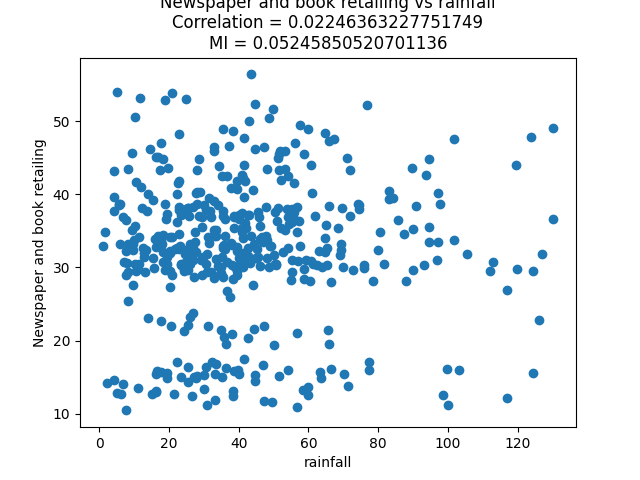 Newspaper and book retailing vs rainfall
Correlation = 0.02246363227751749
MI = 0.05245850520701136
Newspaper and book retailing
50
40
30
20
10
0 20 40 60 80 100 120
rainfall